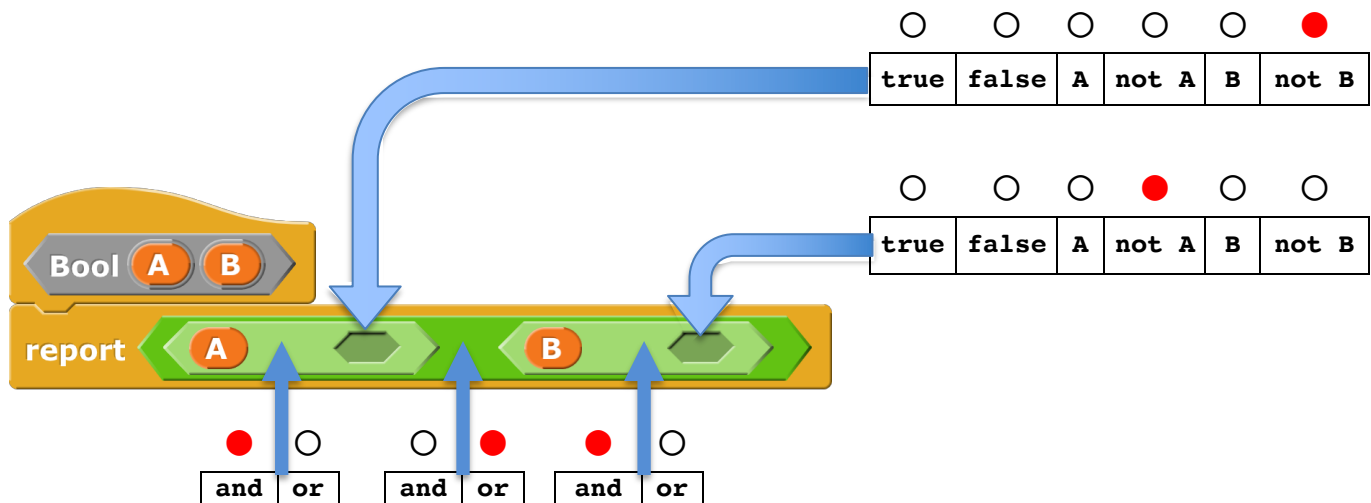 true false A not A B not B
true false A not A B not B
Bool A B
report A B
and or and or and or